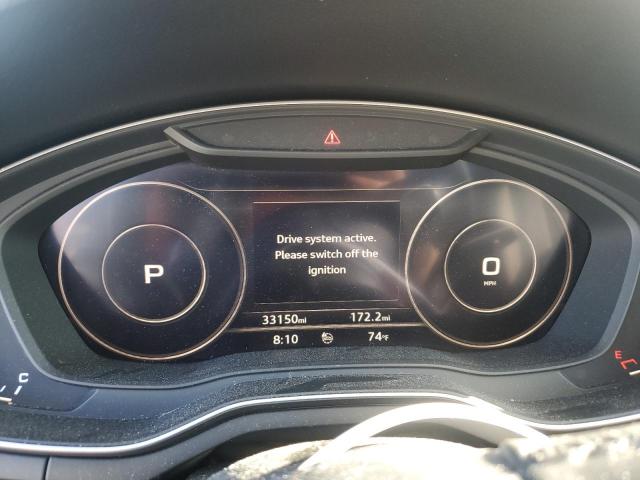 Drive system active.
Please switch off the
ignition
P
0
MPH
33150mi
172.2mi
8:10
74°F
C
E